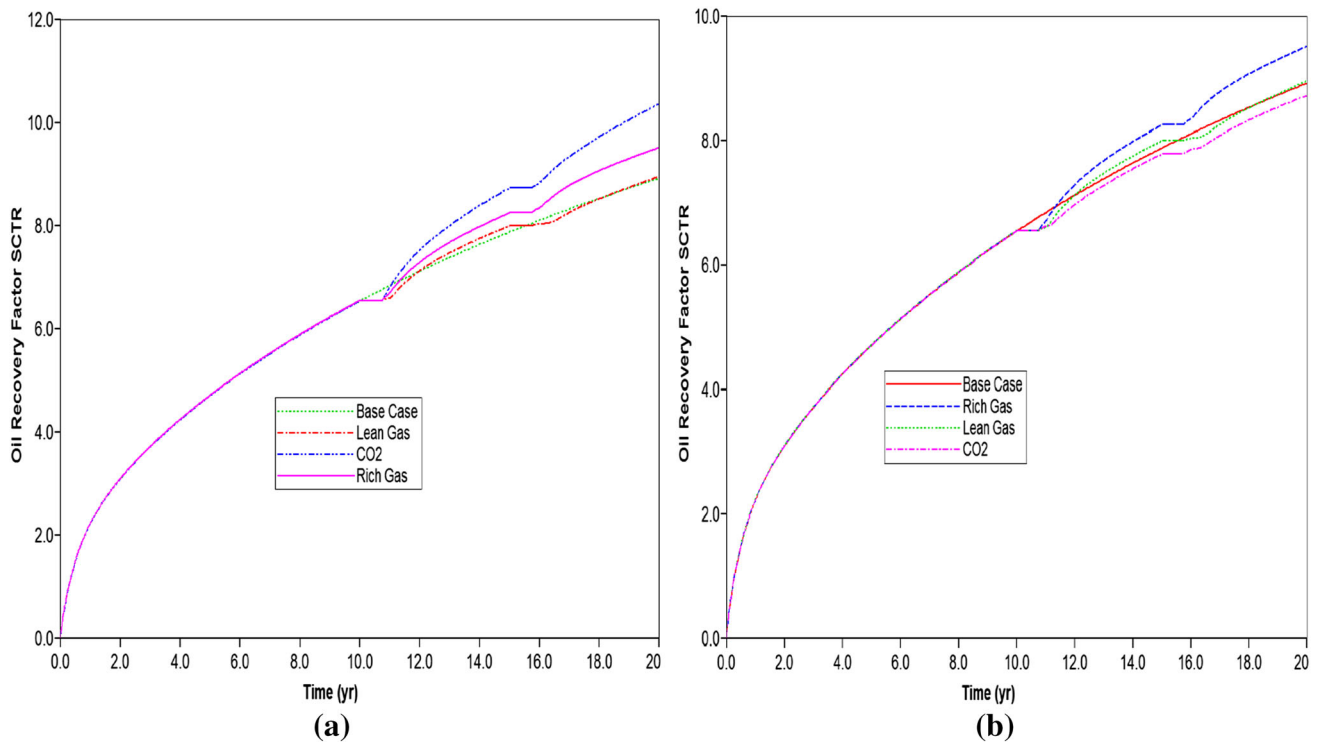 12.0
10.0
8.0
6.0
4.0
2.0
0.0
Oil Recovery Factor SCTR
Base Case
Lean Gas
CO2
Rich Gas
0.0 2.0 4.0 6.0 8.0 10.0 12.0 14.0 16.0 18.0 20
Time (yr)
(a)
10.0
8.0
6.0
4.0
2.0
0.0
Oil Recovery Factor SCTR
Base Case
Rich Gas
Lean Gas
CO2
0.0 2.0 4.0 6.0 8.0 10.0 12.0 14.0 16.0 18.0 20
Time (yr)
(b)